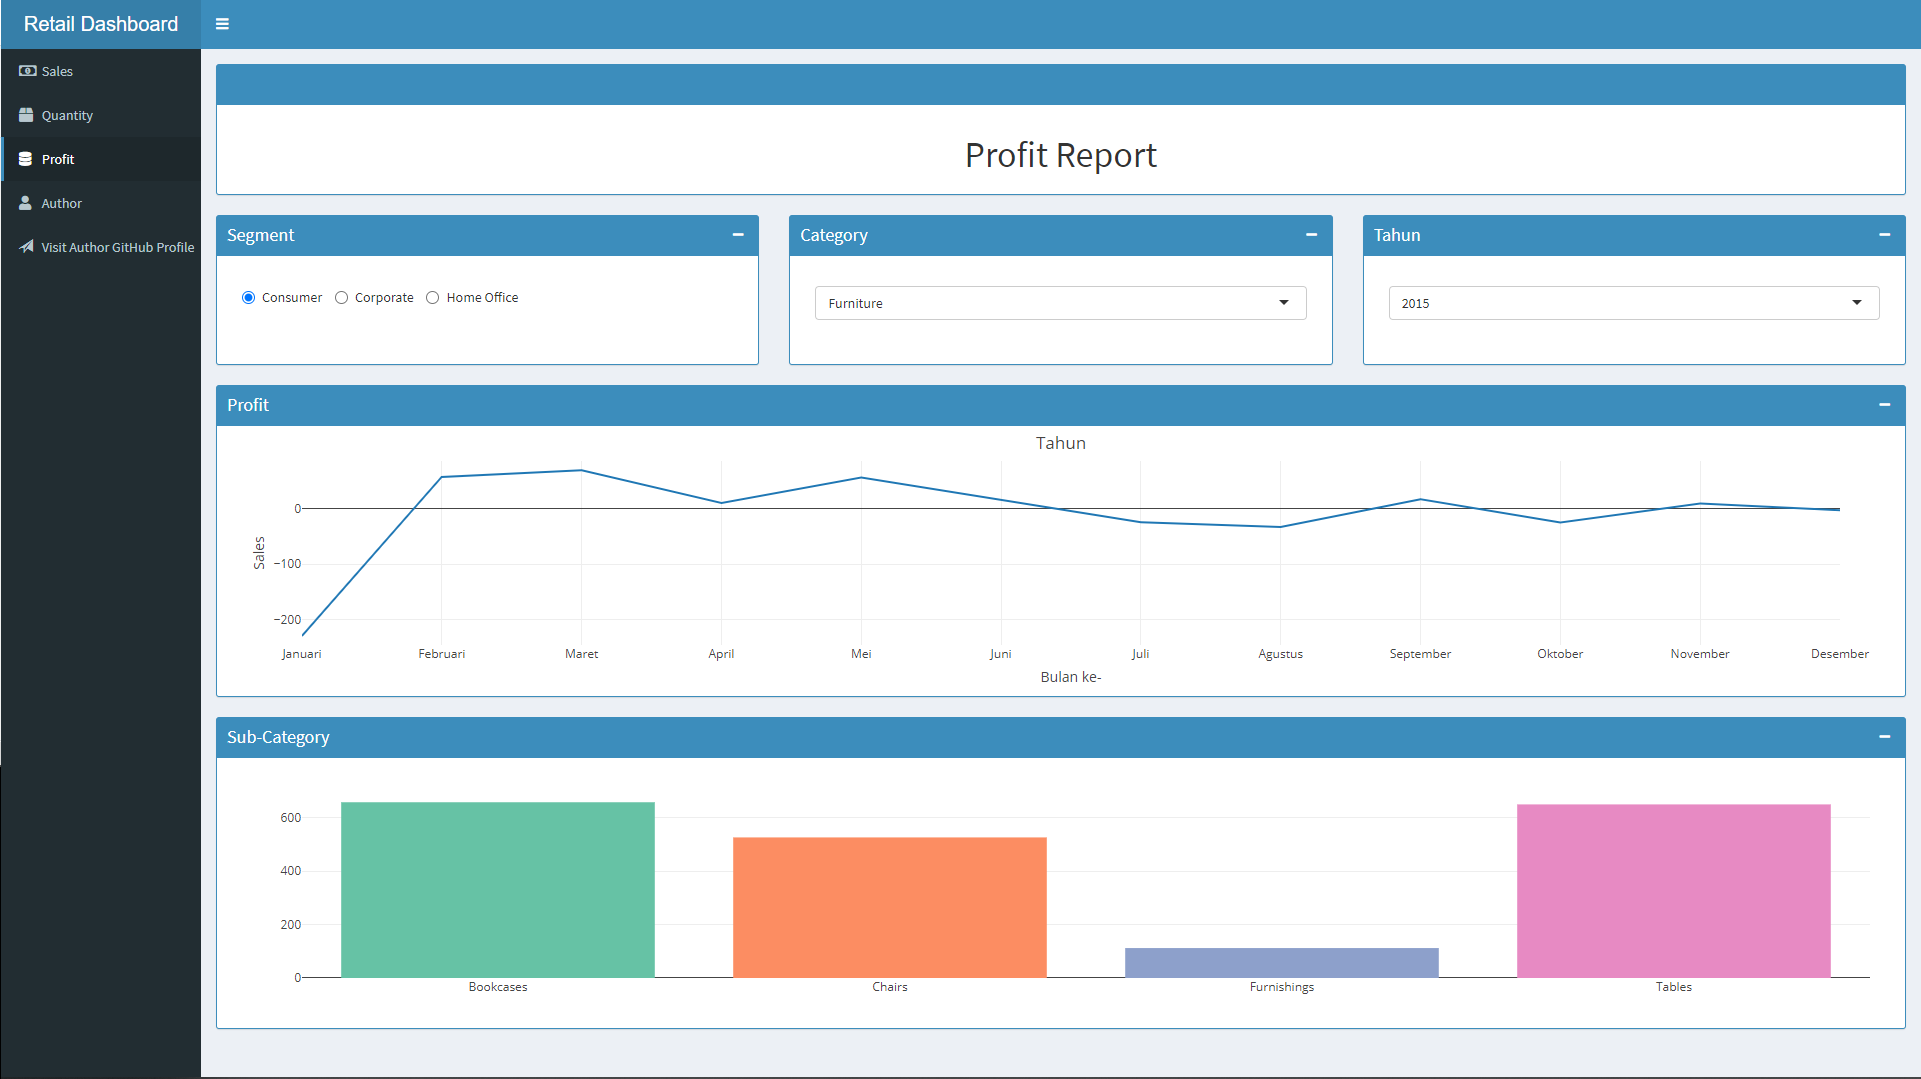 Retail Dashboard
Sales
Quantity
Profit
Author
Visit Author GitHub Profile
Profit Report
Segment
Consumer Corporate Home Office
Category
Furniture
Tahun
2015
Profit
Tahun
0
−100
−200
Sales
Januari Februari Maret April Mei Juni Juli Agustus September Oktober November Desember
Bulan ke-
Sub-Category
600
400
200
0
Bookcases Chairs Furnishings Tables